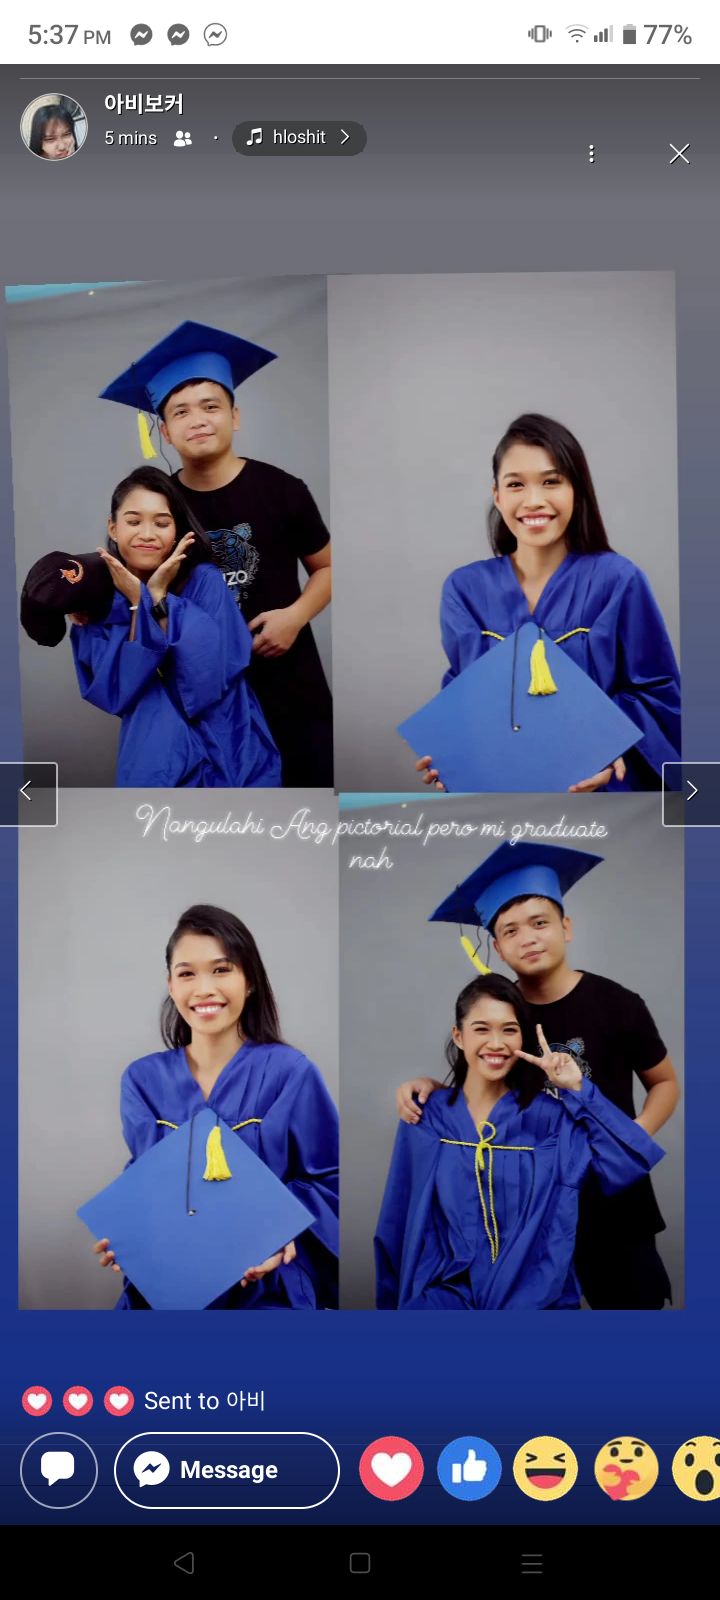 5:37 PM
77%
아비보커
5 mins · hloshit
Nangulahi Ang pictorial pero mi graduate
nah
Sent to 아비
Message